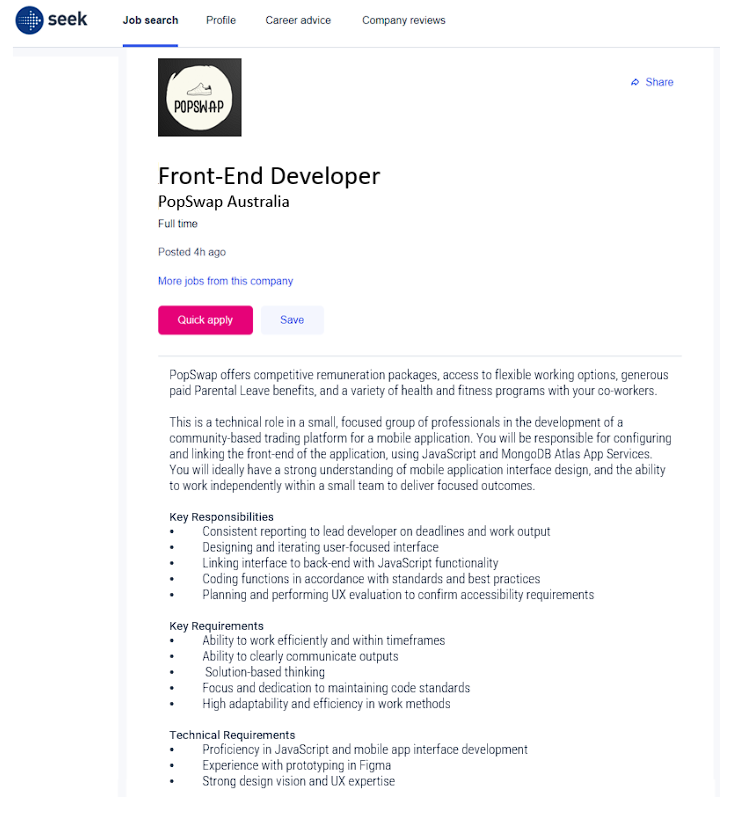 seek
Job search Profile Career advice Company reviews
POPSWAP
Share
Front-End Developer
PopSwap Australia
Full time
Posted 4h ago
More jobs from this company
Quick apply Save
PopSwap offers competitive remuneration packages, access to flexible working options, generous
paid Parental Leave benefits, and a variety of health and fitness programs with your co-workers.
This is a technical role in a small, focused group of professionals in the development of a
community-based trading platform for a mobile application. You will be responsible for configuring
and linking the front-end of the application, using JavaScript and MongoDB Atlas App Services.
You will ideally have a strong understanding of mobile application interface design, and the ability
to work independently within a small team to deliver focused outcomes.
Key Responsibilities
• Consistent reporting to lead developer on deadlines and work output
• Designing and iterating user-focused interface
• Linking interface to back-end with JavaScript functionality
• Coding functions in accordance with standards and best practices
• Planning and performing UX evaluation to confirm accessibility requirements
Key Requirements
• Ability to work efficiently and within timeframes
• Ability to clearly communicate outputs
• Solution-based thinking
• Focus and dedication to maintaining code standards
• High adaptability and efficiency in work methods
Technical Requirements
• Proficiency in JavaScript and mobile app interface development
• Experience with prototyping in Figma
• Strong design vision and UX expertise